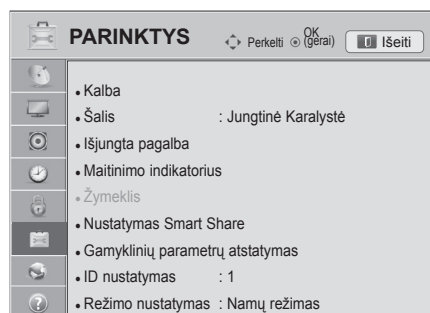 PARINKTYS
Perkelti OK (gerai) Išeiti
• Kalba
• Šalis : Jungtinė Karalystė
• Išjungta pagalba
• Maitinimo indikatorius
• Žymeklis
• Nustatymas Smart Share
• Gamyklinių parametrų atstatymas
• ID nustatymas : 1
• Režimo nustatymas : Namų režimas